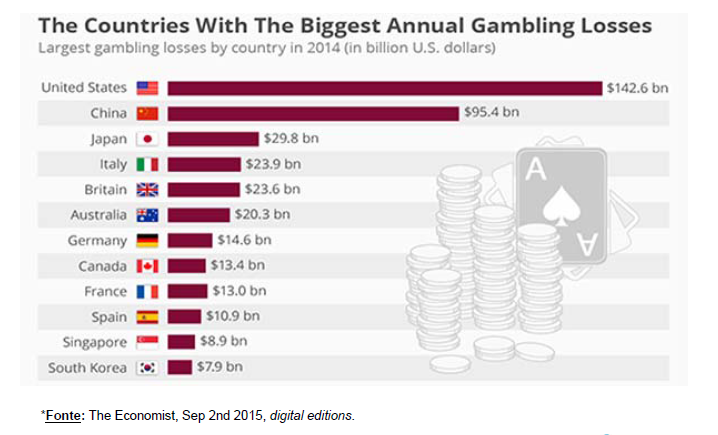 The Countries With The Biggest Annual Gambling Losses
Largest gambling losses by country in 2014 (in billion U.S. dollars)
United States $142.6 bn
China $95.4 bn
Japan $29.8 bn
Italy $23.9 bn
Britain $23.6 bn
Australia $20.3 bn
Germany $14.6 bn
Canada $13.4 bn
France $13.0 bn
Spain $10.9 bn
Singapore $8.9 bn
South Korea $7.9 bn
A
A
*Fonte: The Economist, Sep 2nd 2015, digital editions.